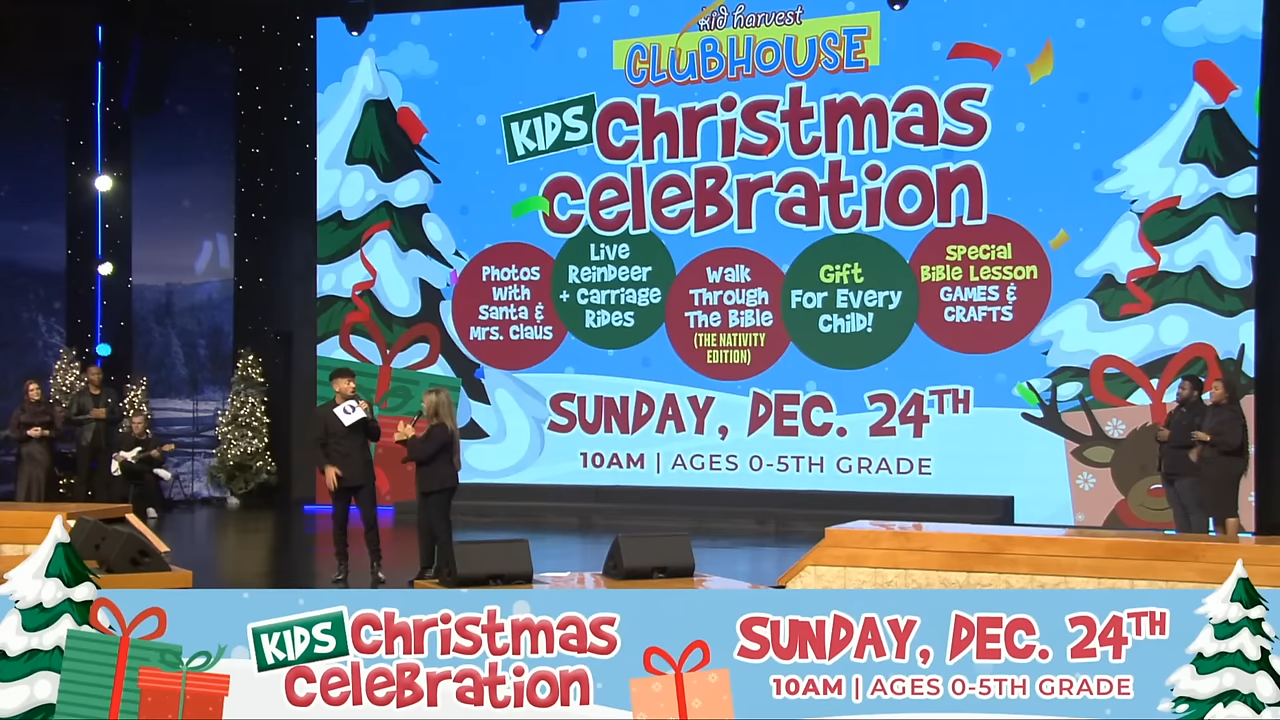 kid harvest
CLUBHOUSE
KIDS Christmas
Celebration
Photos
With
Santa &
Mrs. Claus
Live
Reindeer
+ Carriage
Rides
Walk
Through
The Bible
(THE NATIVITY
EDITION)
Gift
For Every
Child!
Special
Bible Lesson
GAMES &
CRAFTS
SUNDAY, DEC. 24TH
10AM | AGES 0-5TH GRADE
KIDS Christmas
Celebration
SUNDAY, DEC. 24TH
10AM | AGES 0-5TH GRADE